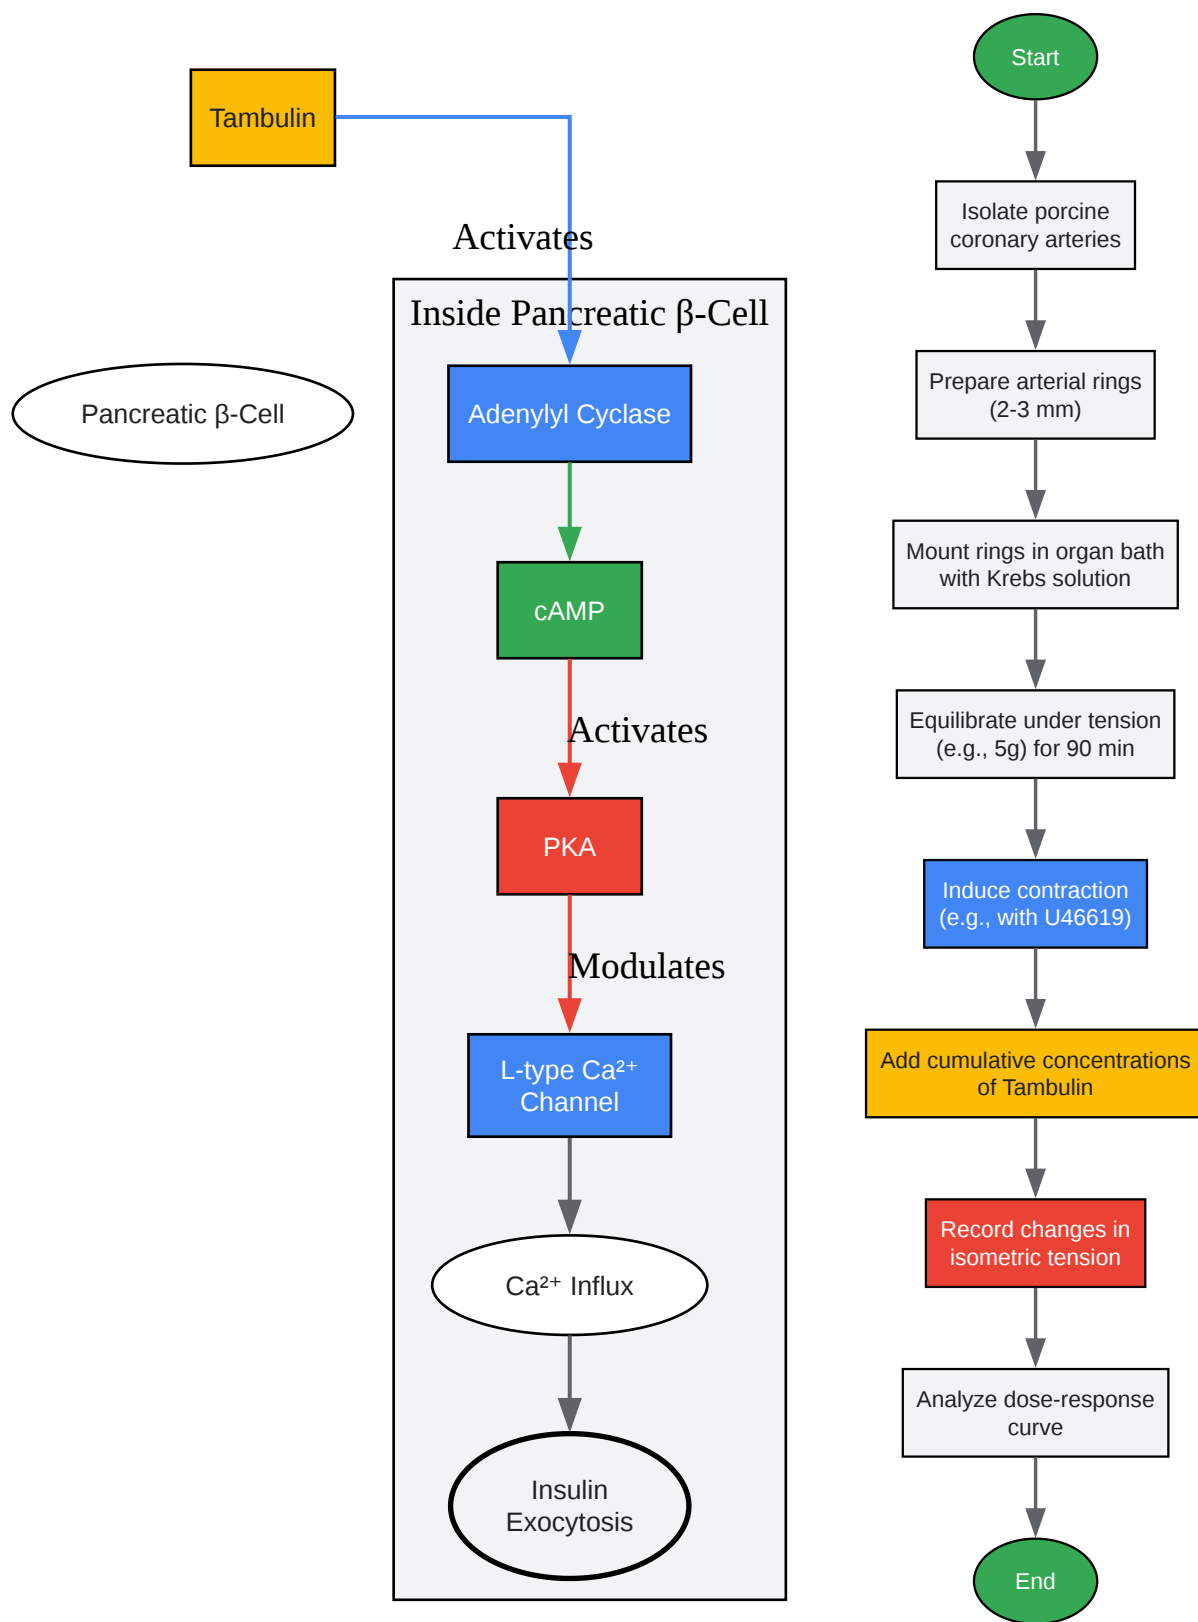 Tambulin
Activates
Inside Pancreatic β-Cell
Pancreatic β-Cell
Adenylyl Cyclase
cAMP
Activates
PKA
Modulates
L-type Ca²⁺
Channel
Ca²⁺ Influx
Insulin
Exocytosis
Start
Isolate porcine
coronary arteries
Prepare arterial rings
(2-3 mm)
Mount rings in organ bath
with Krebs solution
Equilibrate under tension
(e.g., 5g) for 90 min
Induce contraction
(e.g., with U46619)
Add cumulative concentrations
of Tambulin
Record changes in
isometric tension
Analyze dose-response
curve
End